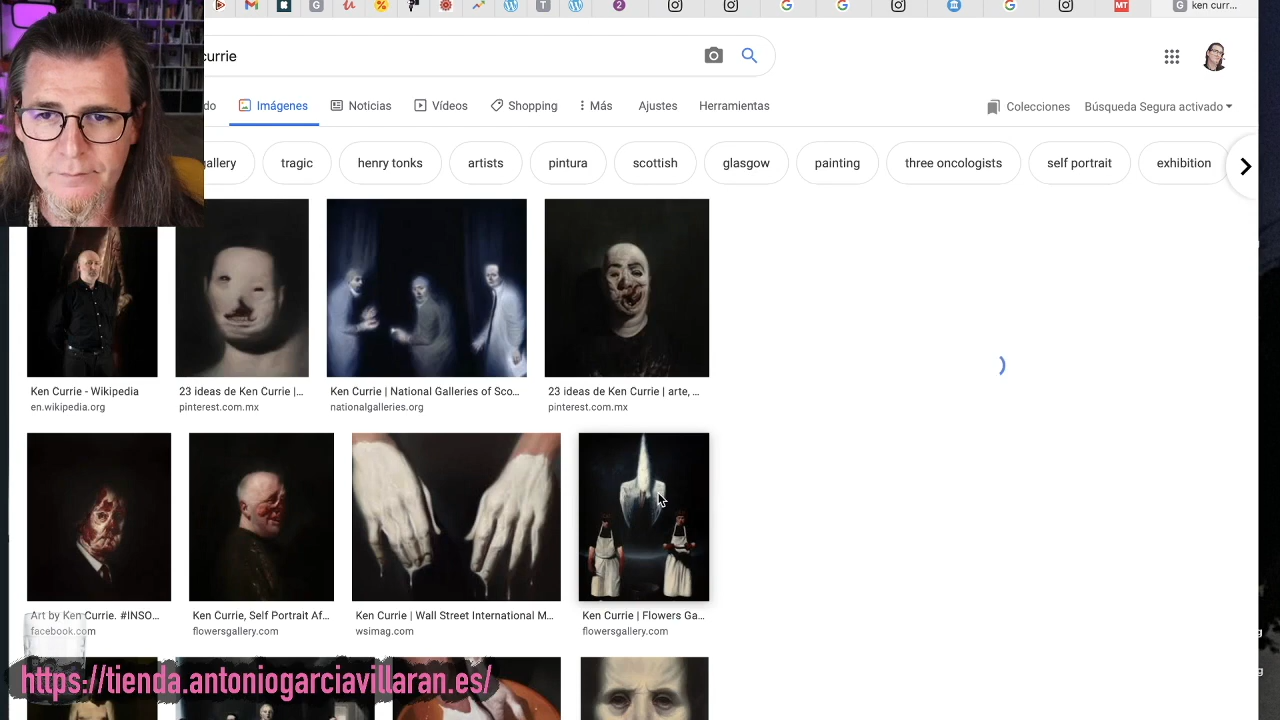 ken curr...
currie
do
Imágenes
Noticias
Vídeos
Shopping
Más
Ajustes
Herramientas
Colecciones
Búsqueda Segura activado
gallery
tragic
henry tonks
artists
pintura
scottish
glasgow
painting
three oncologists
self portrait
exhibition
Ken Currie - Wikipedia
en.wikipedia.org
23 ideas de Ken Currie |...
pinterest.com.mx
Ken Currie | National Galleries of Sco...
nationalgalleries.org
23 ideas de Ken Currie | arte, ...
pinterest.com.mx
Art by Ken Currie. #INSO...
facebook.com
Ken Currie, Self Portrait Af...
flowersgallery.com
Ken Currie | Wall Street International M...
wsimag.com
Ken Currie | Flowers Ga...
flowersgallery.com
https://tienda.antoniogarciavillaran.es/